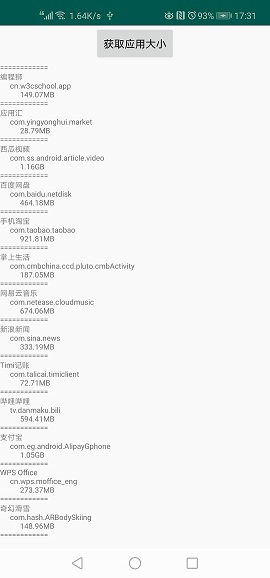 1.64K/s 93% 17:31
获取应用大小
============
编程狮
cn.w3cschool.app
149.07MB
============
应用汇
com.yingyonghui.market
28.79MB
============
西瓜视频
com.ss.android.article.video
1.16GB
============
百度网盘
com.baidu.netdisk
464.18MB
============
手机淘宝
com.taobao.taobao
921.81MB
============
掌上生活
com.cmbchina.ccd.pluto.cmbActivity
187.05MB
============
网易云音乐
com.netease.cloudmusic
674.06MB
============
新浪新闻
com.sina.news
333.19MB
============
Timi记账
com.talicai.timiclient
72.71MB
============
哔哩哔哩
tv.danmaku.bili
594.41MB
============
支付宝
com.eg.android.AlipayGphone
1.05GB
============
WPS Office
cn.wps.moffice_eng
273.37MB
============
奇幻滑雪
com.hash.ARBodySkiing
148.96MB
============